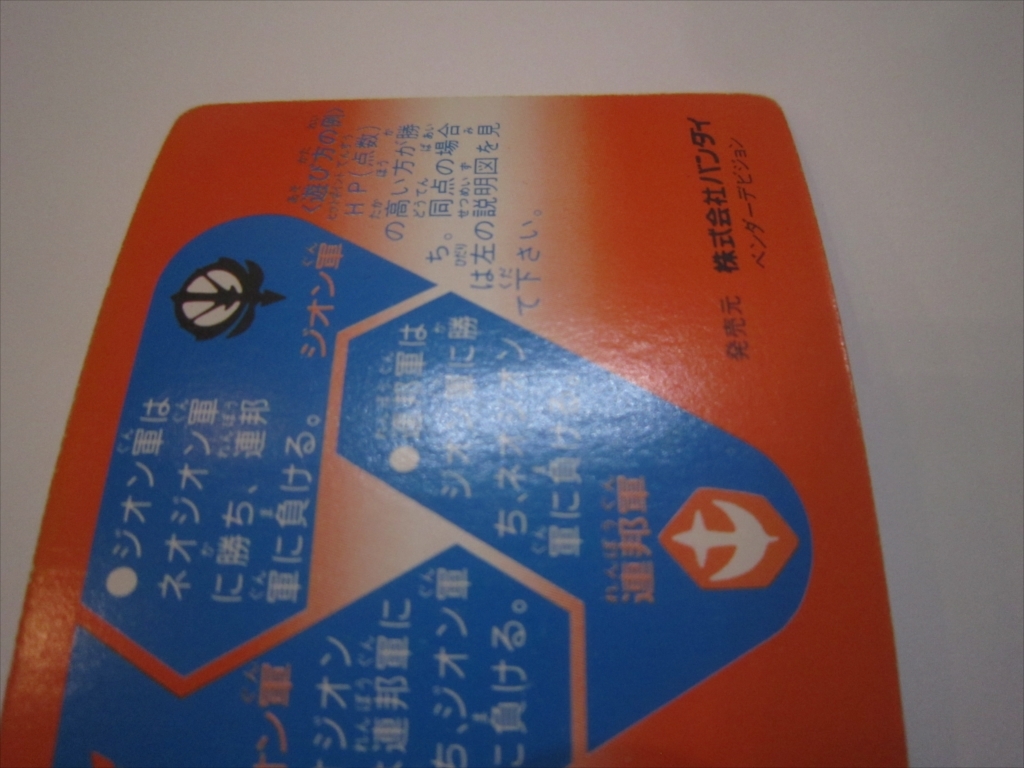 《遊び方の例》
HP(点数)
の高い方が勝
ち。同点の場合
は左の説明図を見
て下さい。
ジオン軍
●ジオン軍は
ネオジオン軍
に勝ち、連邦
軍に負ける。
●連邦軍は
ジオン軍に勝
ち、ネオジオン
軍に負ける。
連邦軍
オン軍
ジオン
連邦軍に
ち、ジオン軍
に負ける。
発売元 株式会社バンダイ
ベンダーデビジョン